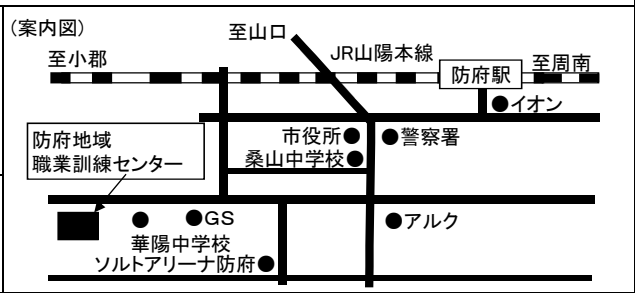 (案内図)
至山口
至小郡
JR山陽本線
防府駅
至周南
●イオン
防府地域
職業訓練センター
市役所●
●警察署
桑山中学校●
●GS
●アルク
華陽中学校
ソルトアリーナ防府●